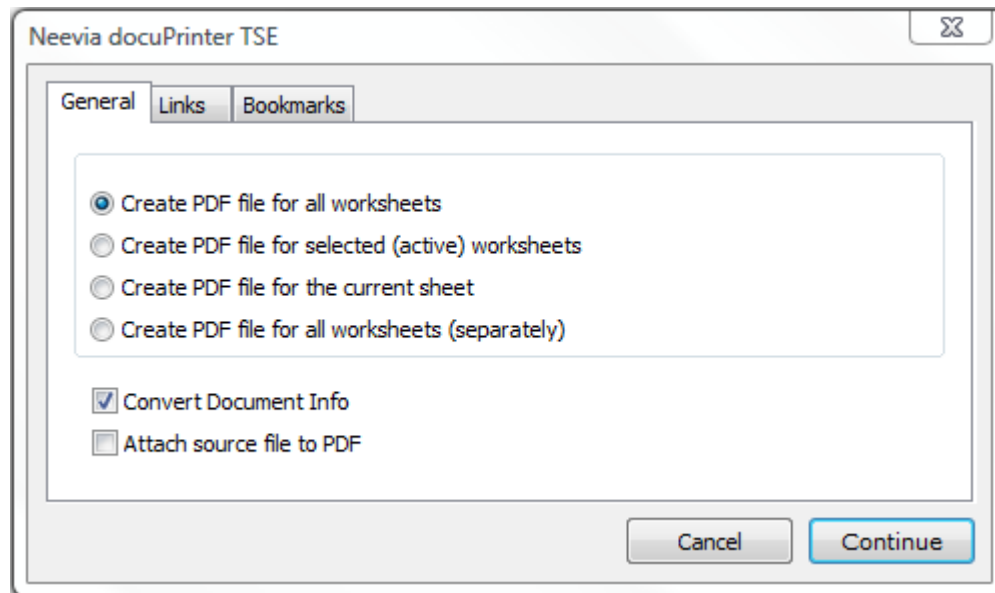 Neevia docuPrinter TSE
General Links Bookmarks
Create PDF file for all worksheets
Create PDF file for selected (active) worksheets
Create PDF file for the current sheet
Create PDF file for all worksheets (separately)
Convert Document Info
Attach source file to PDF
Cancel Continue